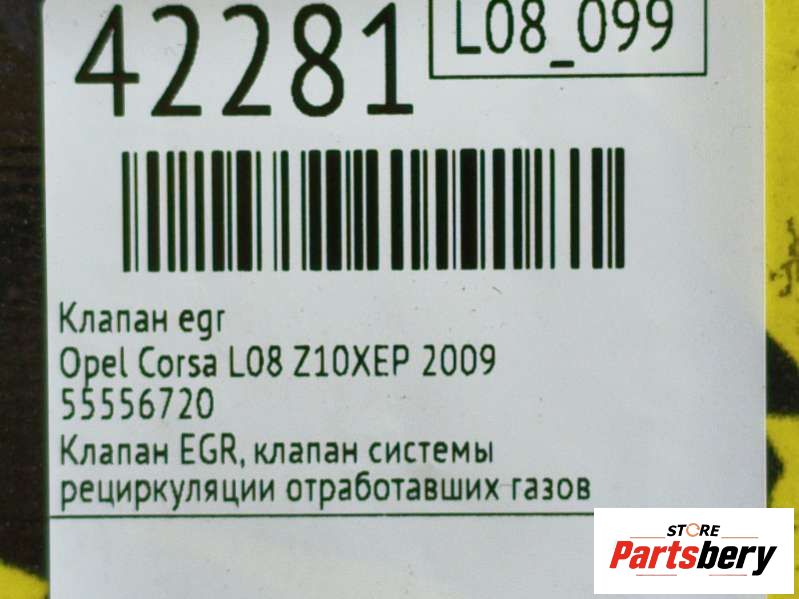 42281
L08_099
Клапан egr
Opel Corsa L08 Z10XEP 2009
55556720
Клапан EGR, клапан системы
рециркуляции отработавших газов
STORE
Partsbery